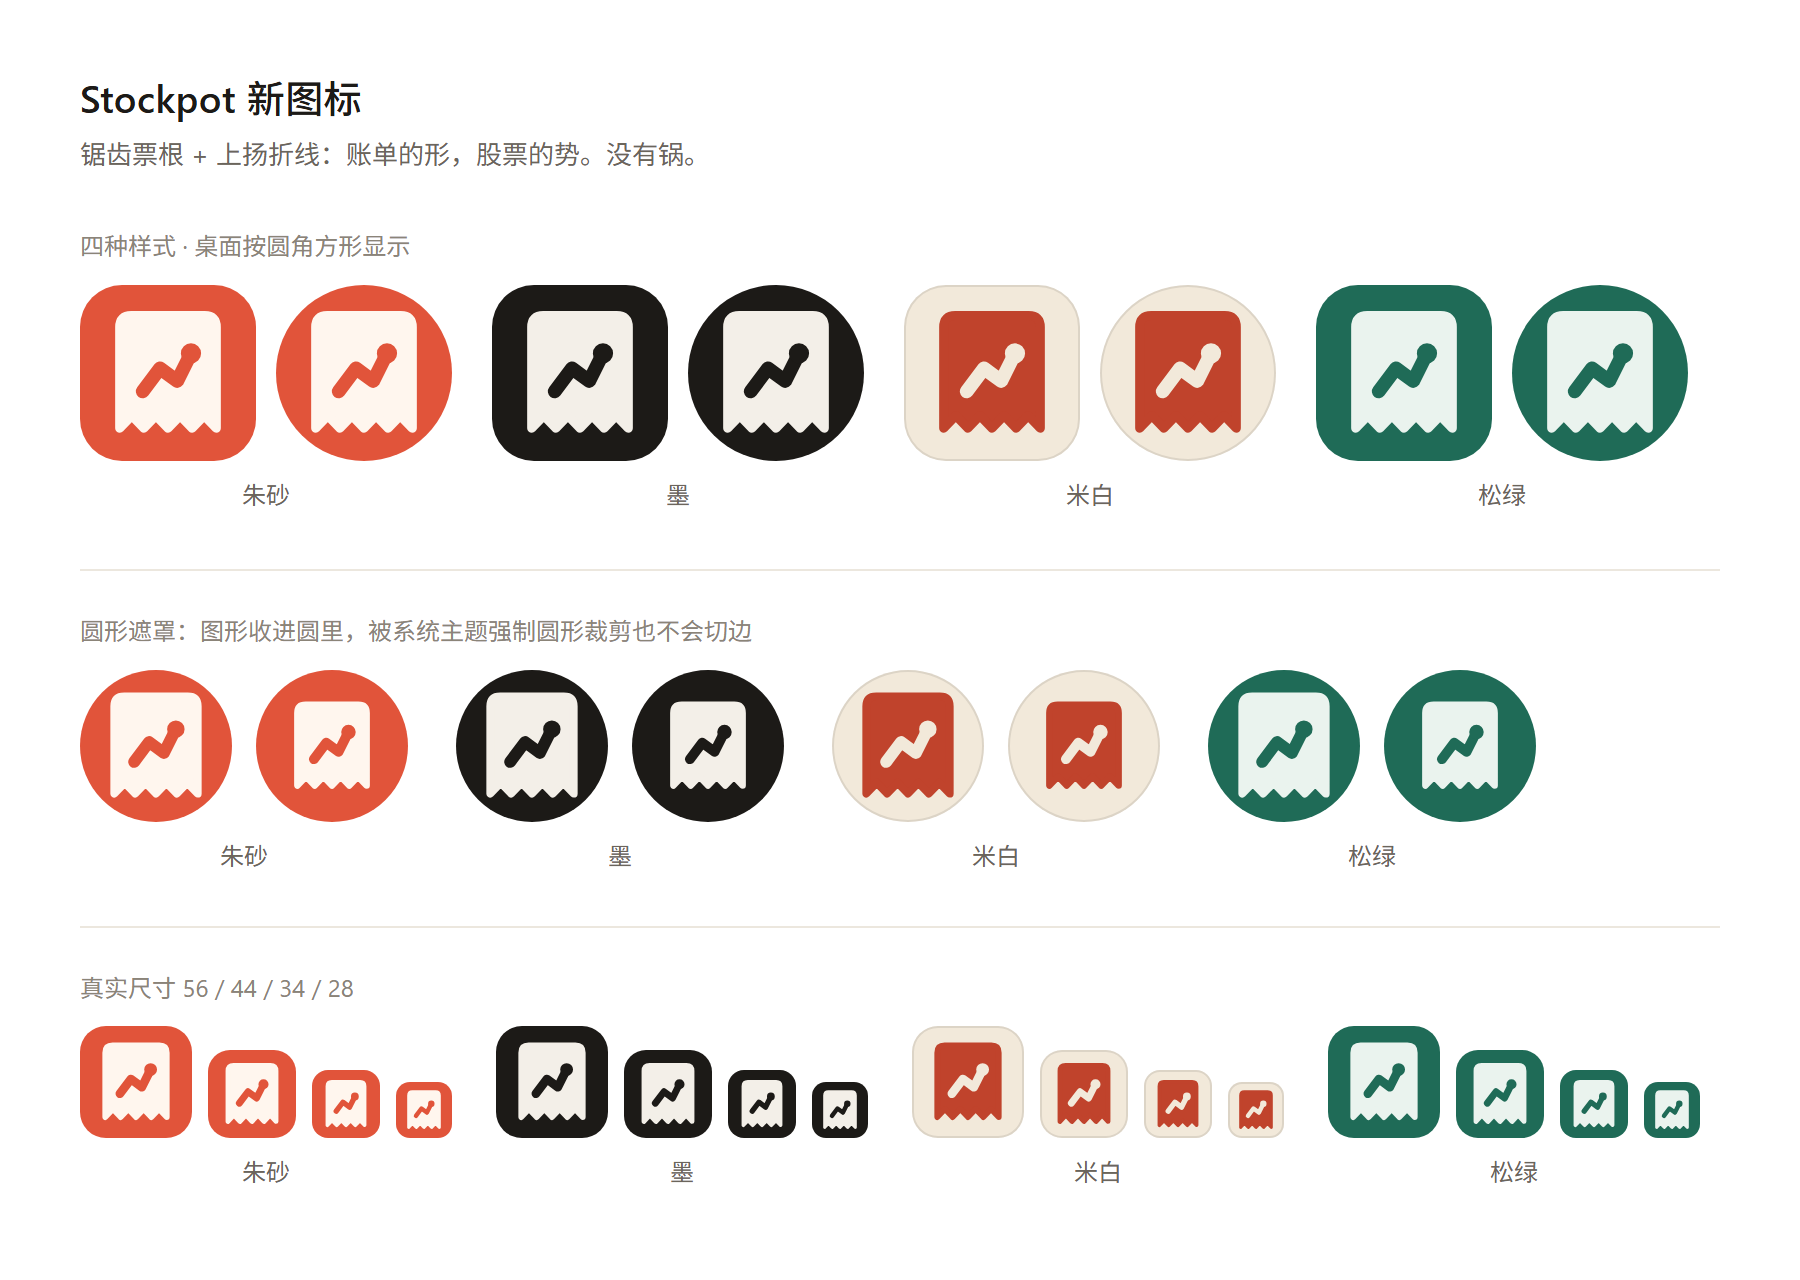 Stockpot 新图标
锯齿票根 + 上扬折线：账单的形，股票的势。没有锅。
四种样式 · 桌面按圆角方形显示
朱砂 墨 米白 松绿
圆形遮罩：图形收进圆里，被系统主题强制圆形裁剪也不会切边
朱砂 墨 米白 松绿
真实尺寸 56 / 44 / 34 / 28
朱砂 墨 米白 松绿